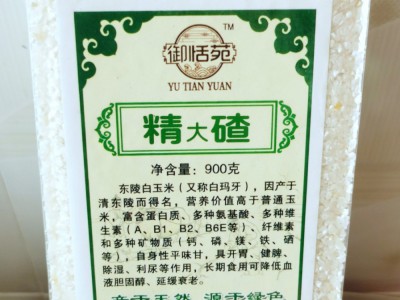 御恬苑™
YU TIAN YUAN
精大碴
净含量：900克
东陵白玉米（又称白玛牙），因产于
清东陵而得名，营养价值高于普通玉
米，富含蛋白质、多种氨基酸、多种维
生素（A、B1、B2、B6E等）、纤维素
和多种矿物质（钙、磷、镁、铁、硒
等），自身性平味甘，具开胃、健脾、
除湿、利尿等作用，长期食用可降低血
液胆固醇、延缓衰老。